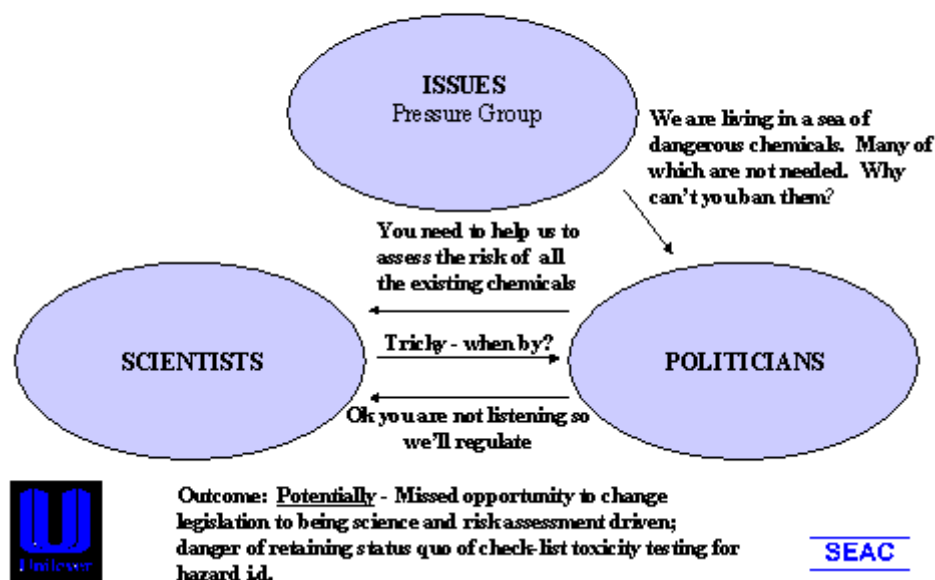 ISSUES
Pressure Group
We are living in a sea of
dangerous chemicals. Many of
which are not needed. Why
can't you ban them?
You need to help us to
assess the risk of all
the existing chemicals
SCIENTISTS
Tricky - when by?
POLITICIANS
Ok you are not listening so
we'll regulate
Outcome: Potentially - Missed opportunity to change
legislation to being science and risk assessment driven;
danger of retaining status quo of check-list toxicity testing for
hazard i.d.
Unilever
SEAC